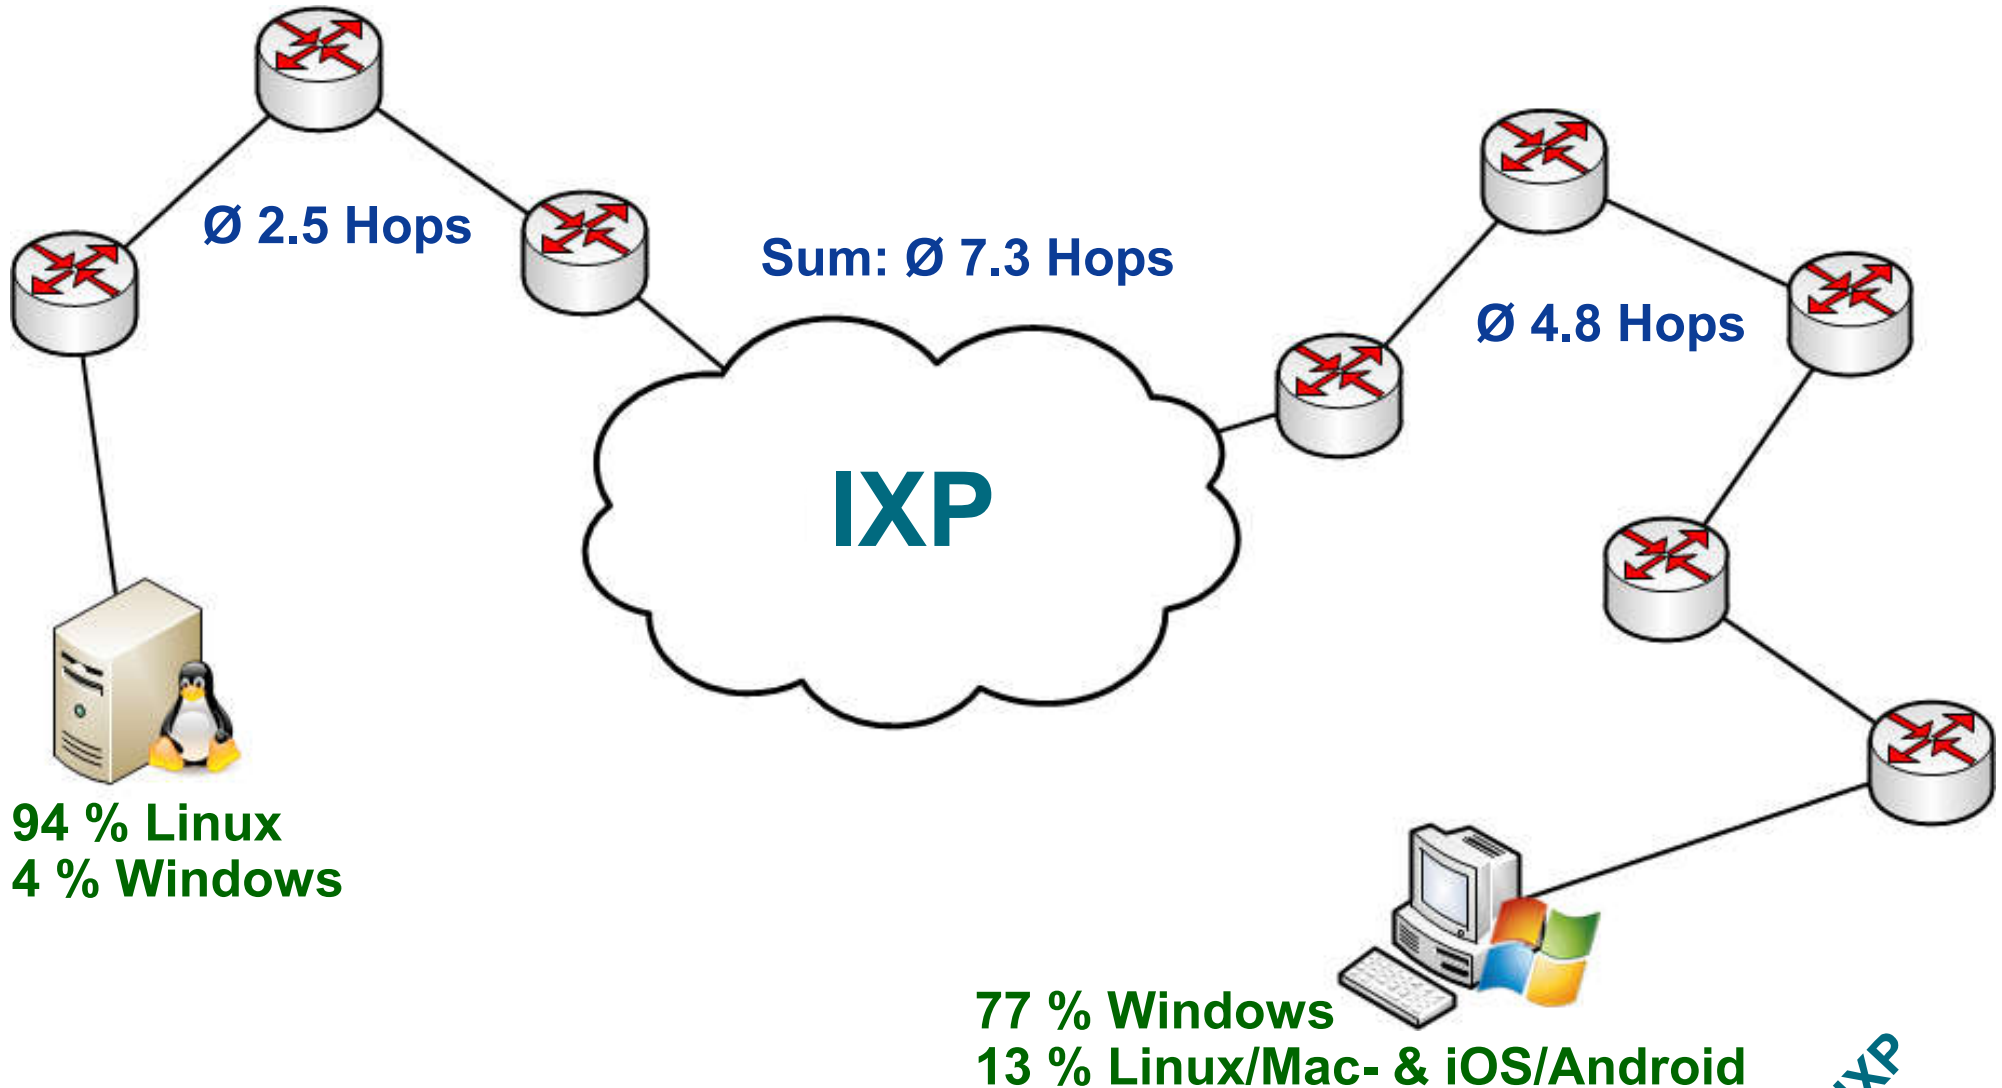 Ø 2.5 Hops
Sum: Ø 7.3 Hops
Ø 4.8 Hops
IXP
94 % Linux
4 % Windows
77 % Windows
13 % Linux/Mac- & iOS/Android
IXP